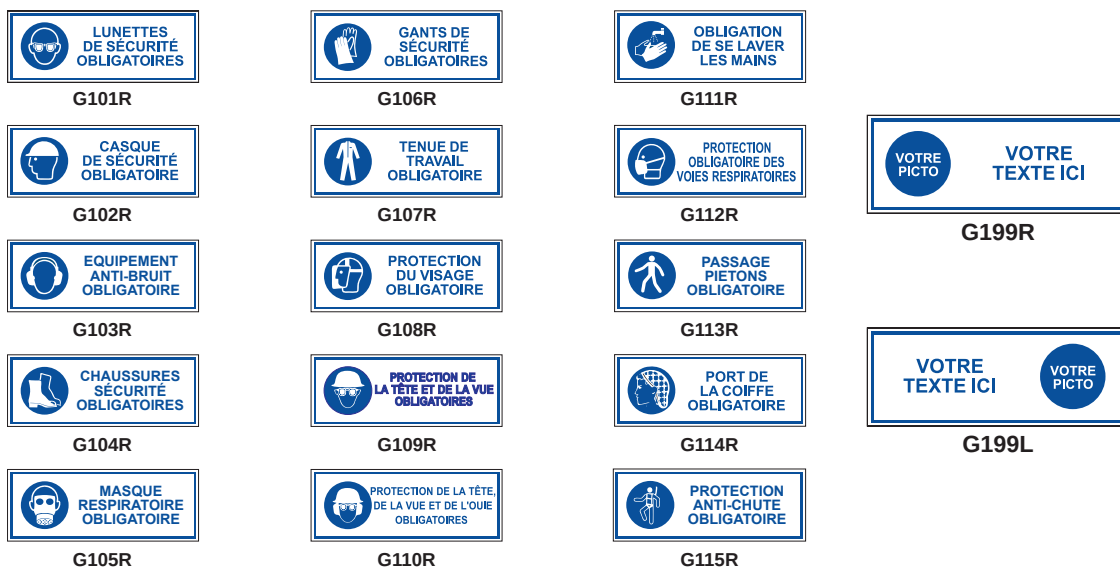 LUNETTES
DE SÉCURITÉ
OBLIGATOIRES
G101R
CASQUE
DE SÉCURITÉ
OBLIGATOIRE
G102R
EQUIPEMENT
ANTI-BRUIT
OBLIGATOIRE
G103R
CHAUSSURES
SÉCURITÉ
OBLIGATOIRES
G104R
MASQUE
RESPIRATOIRE
OBLIGATOIRE
G105R
GANTS DE
SÉCURITÉ
OBLIGATOIRES
G106R
TENUE DE
TRAVAIL
OBLIGATOIRE
G107R
PROTECTION
DU VISAGE
OBLIGATOIRE
G108R
PROTECTION DE
LA TÊTE ET DE LA VUE
OBLIGATOIRES
G109R
PROTECTION DE LA TÊTE,
DE LA VUE ET DE L'OUIE
OBLIGATOIRES
G110R
OBLIGATION
DE SE LAVER
LES MAINS
G111R
PROTECTION
OBLIGATOIRE DES
VOIES RESPIRATOIRES
G112R
PASSAGE
PIETONS
OBLIGATOIRE
G113R
PORT DE
LA COIFFE
OBLIGATOIRE
G114R
PROTECTION
ANTI-CHUTE
OBLIGATOIRE
G115R
VOTRE
PICTO
VOTRE
TEXTE ICI
G199R
VOTRE
TEXTE ICI
VOTRE
PICTO
G199L